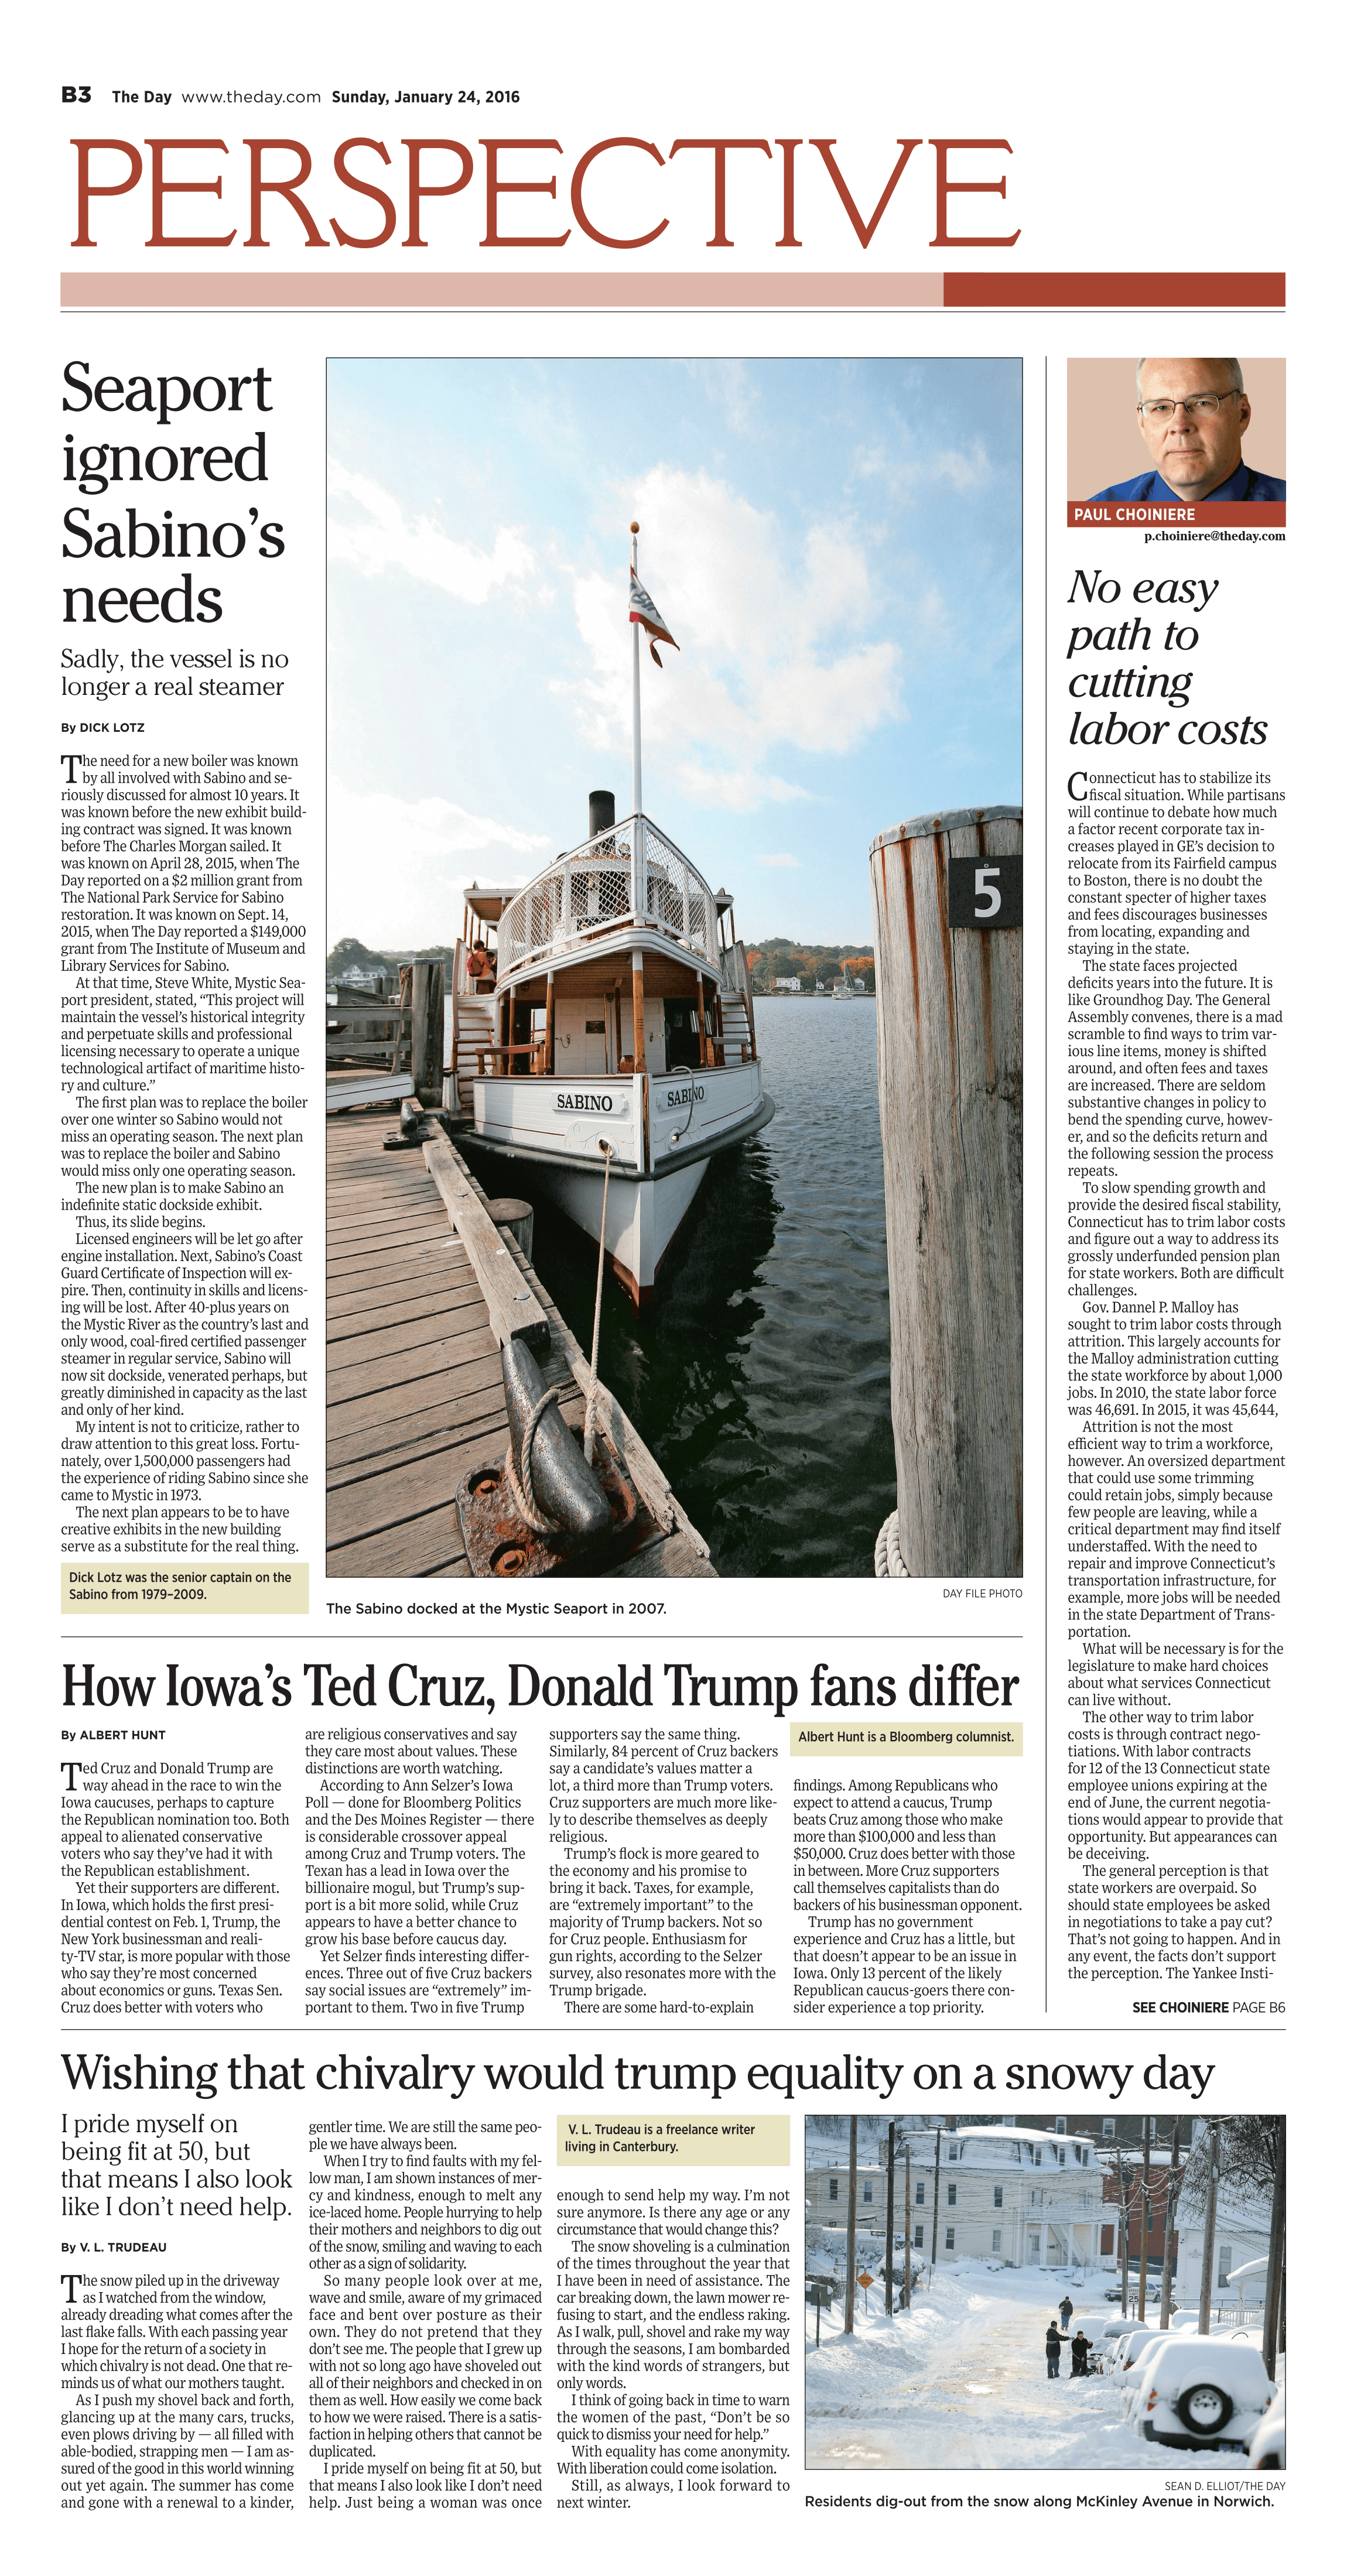 B3 The Day www.theday.com Sunday, January 24, 2016
PERSPECTIVE
Seaport
ignored
Sabino’s
needs
Sadly, the vessel is no
longer a real steamer
By DICK LOTZ
The need for a new boiler was known
by all involved with Sabino and se-
riously discussed for almost 10 years. It
was known before the new exhibit build-
ing contract was signed. It was known
before The Charles Morgan sailed. It
was known on April 28, 2015, when The
Day reported on a $2 million grant from
The National Park Service for Sabino
restoration. It was known on Sept. 14,
2015, when The Day reported a $149,000
grant from The Institute of Museum and
Library Services for Sabino.
At that time, Steve White, Mystic Sea-
port president, stated, “This project will
maintain the vessel’s historical integrity
and perpetuate skills and professional
licensing necessary to operate a unique
technological artifact of maritime histo-
ry and culture.”
The first plan was to replace the boiler
over one winter so Sabino would not
miss an operating season. The next plan
was to replace the boiler and Sabino
would miss only one operating season.
The new plan is to make Sabino an
indefinite static dockside exhibit.
Thus, its slide begins.
Licensed engineers will be let go after
engine installation. Next, Sabino’s Coast
Guard Certificate of Inspection will ex-
pire. Then, continuity in skills and licens-
ing will be lost. After 40-plus years on
the Mystic River as the country’s last and
only wood, coal-fired certified passenger
steamer in regular service, Sabino will
now sit dockside, venerated perhaps, but
greatly diminished in capacity as the last
and only of her kind.
My intent is not to criticize, rather to
draw attention to this great loss. Fortu-
nately, over 1,500,000 passengers had
the experience of riding Sabino since she
came to Mystic in 1973.
The next plan appears to be to have
creative exhibits in the new building
serve as a substitute for the real thing.
Dick Lotz was the senior captain on the
Sabino from 1979–2009.
5
SABINO
SABINO
DAY FILE PHOTO
The Sabino docked at the Mystic Seaport in 2007.
PAUL CHOINIERE
p.choiniere@theday.com
No easy
path to
cutting
labor costs
Connecticut has to stabilize its
fiscal situation. While partisans
will continue to debate how much
a factor recent corporate tax in-
creases played in GE’s decision to
relocate from its Fairfield campus
to Boston, there is no doubt the
constant specter of higher taxes
and fees discourages businesses
from locating, expanding and
staying in the state.
The state faces projected
deficits years into the future. It is
like Groundhog Day. The General
Assembly convenes, there is a mad
scramble to find ways to trim var-
ious line items, money is shifted
around, and often fees and taxes
are increased. There are seldom
substantive changes in policy to
bend the spending curve, howev-
er, and so the deficits return and
the following session the process
repeats.
To slow spending growth and
provide the desired fiscal stability,
Connecticut has to trim labor costs
and figure out a way to address its
grossly underfunded pension plan
for state workers. Both are difficult
challenges.
Gov. Dannel P. Malloy has
sought to trim labor costs through
attrition. This largely accounts for
the Malloy administration cutting
the state workforce by about 1,000
jobs. In 2010, the state labor force
was 46,691. In 2015, it was 45,644,
Attrition is not the most
efficient way to trim a workforce,
however. An oversized department
that could use some trimming
could retain jobs, simply because
few people are leaving, while a
critical department may find itself
understaffed. With the need to
repair and improve Connecticut’s
transportation infrastructure, for
example, more jobs will be needed
in the state Department of Trans-
portation.
What will be necessary is for the
legislature to make hard choices
about what services Connecticut
can live without.
The other way to trim labor
costs is through contract nego-
tiations. With labor contracts
for 12 of the 13 Connecticut state
employee unions expiring at the
end of June, the current negotia-
tions would appear to provide that
opportunity. But appearances can
be deceiving.
The general perception is that
state workers are overpaid. So
should state employees be asked
in negotiations to take a pay cut?
That’s not going to happen. And in
any event, the facts don’t support
the perception. The Yankee Insti-
SEE CHOINIERE PAGE B6
How Iowa’s Ted Cruz, Donald Trump fans differ
By ALBERT HUNT
Ted Cruz and Donald Trump are
way ahead in the race to win the
Iowa caucuses, perhaps to capture
the Republican nomination too. Both
appeal to alienated conservative
voters who say they’ve had it with
the Republican establishment.
Yet their supporters are different.
In Iowa, which holds the first presi-
dential contest on Feb. 1, Trump, the
New York businessman and reali-
ty-TV star, is more popular with those
who say they’re most concerned
about economics or guns. Texas Sen.
Cruz does better with voters who
are religious conservatives and say
they care most about values. These
distinctions are worth watching.
According to Ann Selzer’s Iowa
Poll — done for Bloomberg Politics
and the Des Moines Register — there
is considerable crossover appeal
among Cruz and Trump voters. The
Texan has a lead in Iowa over the
billionaire mogul, but Trump’s sup-
port is a bit more solid, while Cruz
appears to have a better chance to
grow his base before caucus day.
Yet Selzer finds interesting differ-
ences. Three out of five Cruz backers
say social issues are “extremely” im-
portant to them. Two in five Trump
supporters say the same thing.
Similarly, 84 percent of Cruz backers
say a candidate’s values matter a
lot, a third more than Trump voters.
Cruz supporters are much more like-
ly to describe themselves as deeply
religious.
Trump’s flock is more geared to
the economy and his promise to
bring it back. Taxes, for example,
are “extremely important” to the
majority of Trump backers. Not so
for Cruz people. Enthusiasm for
gun rights, according to the Selzer
survey, also resonates more with the
Trump brigade.
There are some hard-to-explain
Albert Hunt is a Bloomberg columnist.
findings. Among Republicans who
expect to attend a caucus, Trump
beats Cruz among those who make
more than $100,000 and less than
$50,000. Cruz does better with those
in between. More Cruz supporters
call themselves capitalists than do
backers of his businessman opponent.
Trump has no government
experience and Cruz has a little, but
that doesn’t appear to be an issue in
Iowa. Only 13 percent of the likely
Republican caucus-goers there con-
sider experience a top priority.
Wishing that chivalry would trump equality on a snowy day
I pride myself on
being fit at 50, but
that means I also look
like I don’t need help.
By V. L. TRUDEAU
The snow piled up in the driveway
as I watched from the window,
already dreading what comes after the
last flake falls. With each passing year
I hope for the return of a society in
which chivalry is not dead. One that re-
minds us of what our mothers taught.
As I push my shovel back and forth,
glancing up at the many cars, trucks,
even plows driving by — all filled with
able-bodied, strapping men — I am as-
sured of the good in this world winning
out yet again. The summer has come
and gone with a renewal to a kinder,
gentler time. We are still the same peo-
ple we have always been.
When I try to find faults with my fel-
low man, I am shown instances of mer-
cy and kindness, enough to melt any
ice-laced home. People hurrying to help
their mothers and neighbors to dig out
of the snow, smiling and waving to each
other as a sign of solidarity.
So many people look over at me,
wave and smile, aware of my grimaced
face and bent over posture as their
own. They do not pretend that they
don’t see me. The people that I grew up
with not so long ago have shoveled out
all of their neighbors and checked in on
them as well. How easily we come back
to how we were raised. There is a satis-
faction in helping others that cannot be
duplicated.
I pride myself on being fit at 50, but
that means I also look like I don’t need
help. Just being a woman was once
V. L. Trudeau is a freelance writer
living in Canterbury.
enough to send help my way. I’m not
sure anymore. Is there any age or any
circumstance that would change this?
The snow shoveling is a culmination
of the times throughout the year that
I have been in need of assistance. The
car breaking down, the lawn mower re-
fusing to start, and the endless raking.
As I walk, pull, shovel and rake my way
through the seasons, I am bombarded
with the kind words of strangers, but
only words.
I think of going back in time to warn
the women of the past, “Don’t be so
quick to dismiss your need for help.”
With equality has come anonymity.
With liberation could come isolation.
Still, as always, I look forward to
next winter.
25
SEAN D. ELLIOT/THE DAY
Residents dig-out from the snow along McKinley Avenue in Norwich.